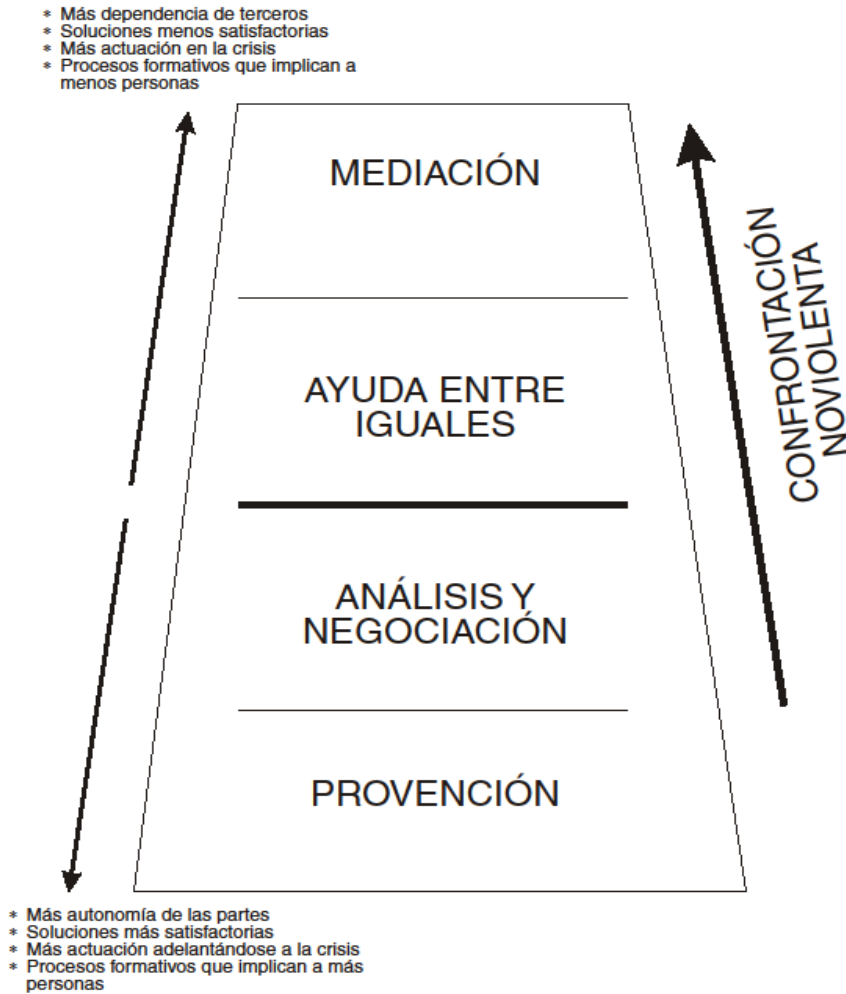 * Más dependencia de terceros
* Soluciones menos satisfactorias
* Más actuación en la crisis
* Procesos formativos que implican a
menos personas
MEDIACIÓN
CONFRONTACIÓN
NOVIOLENTA
AYUDA ENTRE
IGUALES
ANÁLISIS Y
NEGOCIACIÓN
PROVENCIÓN
* Más autonomía de las partes
* Soluciones más satisfactorias
* Más actuación adelantándose a la crisis
* Procesos formativos que implican a más
personas